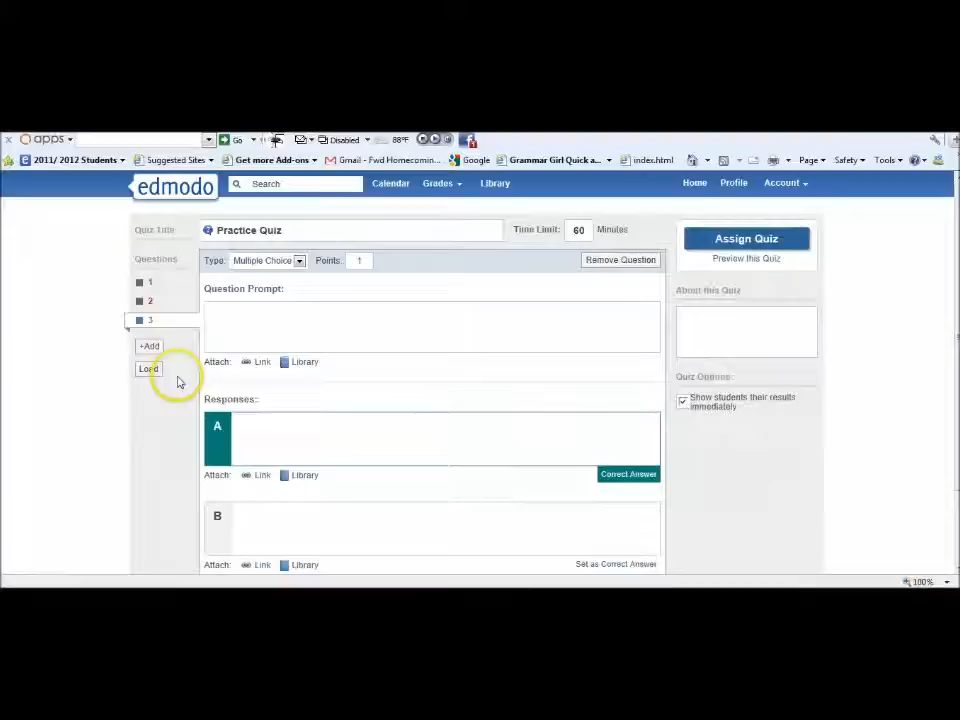 apps Go Disabled 88°F
2011/ 2012 Students Suggested Sites Get more Add-ons Gmail - Fwd Homecomin... Google Grammar Girl Quick a... index.html Page Safety Tools
edmodo Search Calendar Grades Library Home Profile Account
Quiz Title Practice Quiz Time Limit: 60 Minutes
Assign Quiz
Preview this Quiz
Questions
Type: Multiple Choice Points: 1 Remove Question
1
2
3
+Add
Load
Question Prompt:
Attach: Link Library
Responses:
A
Attach: Link Library Correct Answer
B
Attach: Link Library Set as Correct Answer
About this Quiz
Quiz Options:
Show students their results
immediately
100%